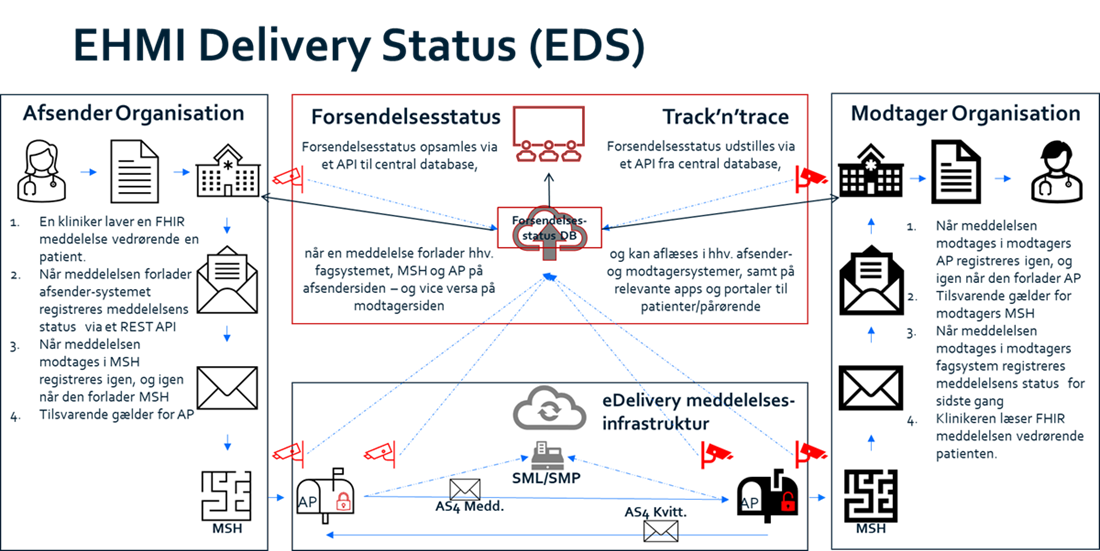 EHMI Delivery Status (EDS)
Afsender Organisation
1. En kliniker laver en FHIR
meddelelse vedrørende en
patient.
2. Når meddelelsen forlader
afsender-systemet
registreres meddelelsens
status via et REST API
3. Når meddelelsen
modtages i MSH
registreres igen, og igen
når den forlader MSH
4. Tilsvarende gælder for AP
MSH
Forsendelsesstatus
Forsendelsesstatus opsamles via
et API til central database,
når en meddelelse forlader hhv.
fagsystemet, MSH og AP på
afsendersiden – og vice versa på
modtagersiden
Forsendelses-
status DB
Track’n’trace
Forsendelsesstatus udstilles via
et API fra central database,
og kan aflæses i hhv. afsender-
og modtagersystemer, samt på
relevante apps og portaler til
patienter/pårørende
eDelivery meddelelses-
infrastruktur
SML/SMP
AP
AS4 Medd.
AS4 Kvitt.
AP
Modtager Organisation
1. Når meddelelsen
modtages i modtagers
AP registreres igen, og
igen når den forlader AP
2. Tilsvarende gælder for
modtagers MSH
3. Når meddelelsen
modtages i modtagers
fagsystem registreres
meddelelsens status for
sidste gang
4. Klinikeren læser FHIR
meddelelsen vedrørende
patienten.
MSH